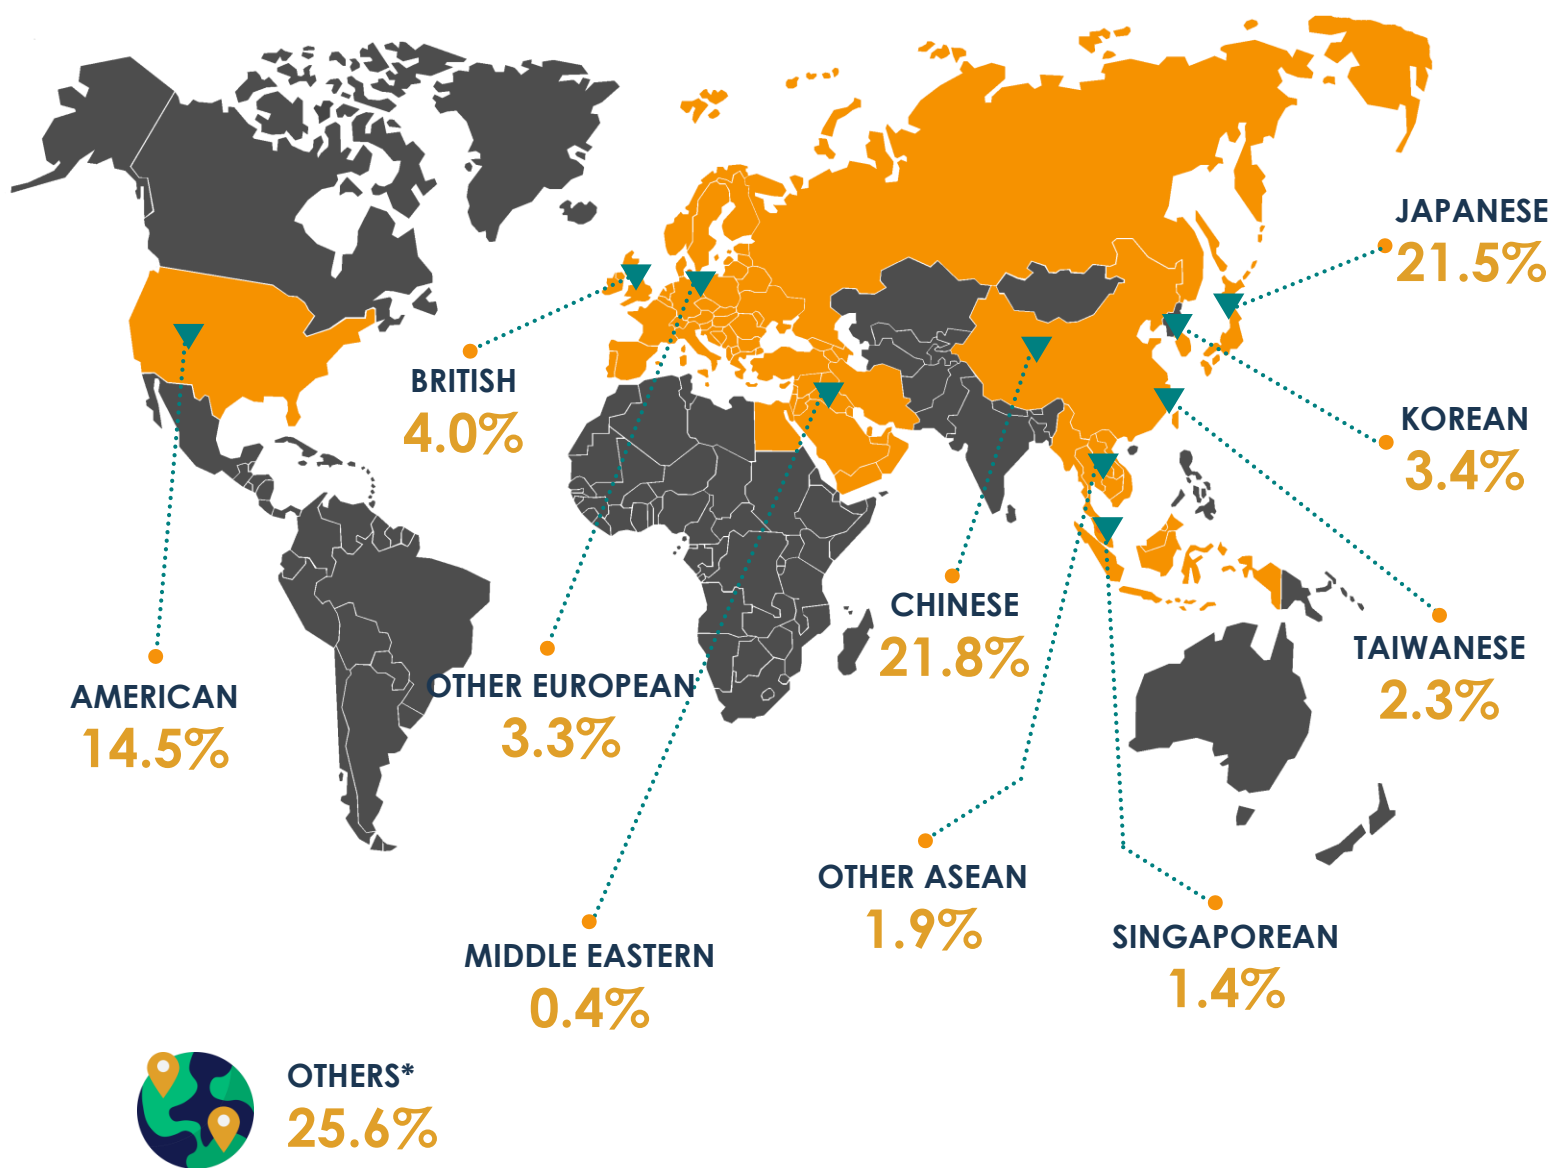 JAPANESE
21.5%
BRITISH
4.0%
KOREAN
3.4%
CHINESE
21.8%
TAIWANESE
2.3%
AMERICAN
14.5%
OTHER EUROPEAN
3.3%
OTHER ASEAN
1.9%
SINGAPOREAN
1.4%
MIDDLE EASTERN
0.4%
OTHERS*
25.6%